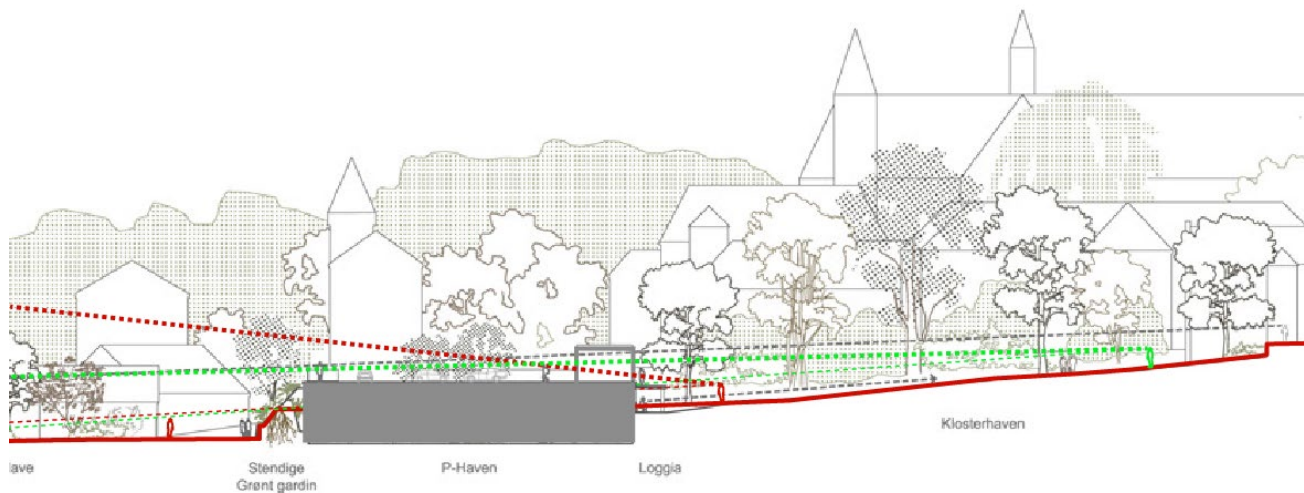 Klosterhaven
lave
Stendige
Grønt gardin
P-Haven
Loggia